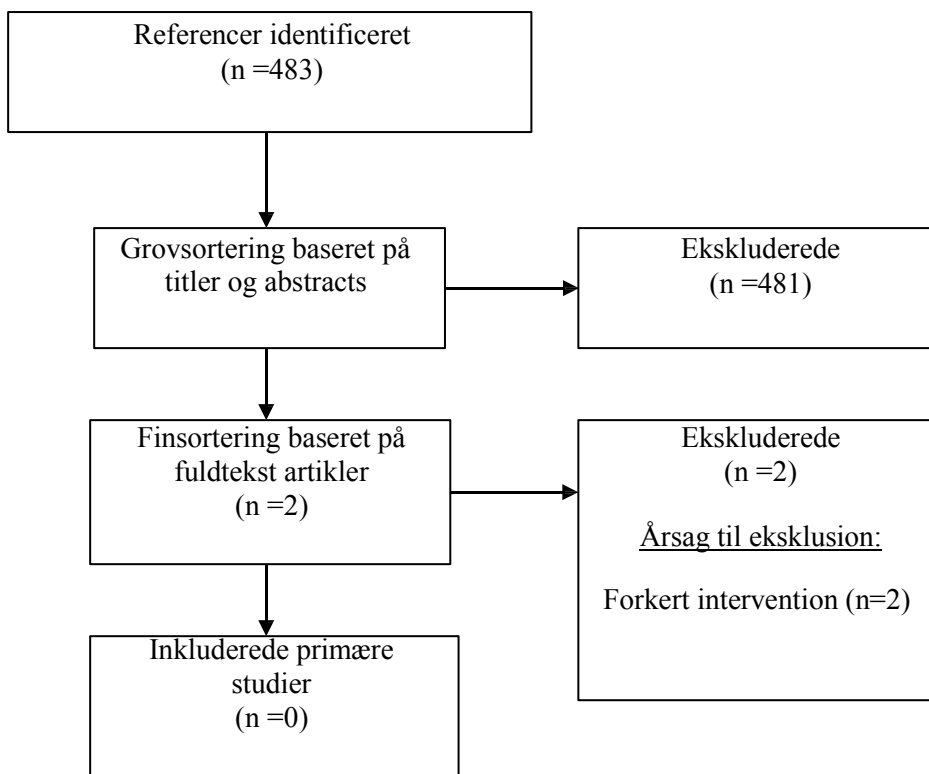 Referencer identificeret
(n =483)
Grovsortering baseret på
titler og abstracts
Ekskluderede
(n =481)
Finsortering baseret på
fuldtekst artikler
(n =2)
Ekskluderede
(n =2)
Årsag til eksklusion:
Forkert intervention (n=2)
Inkluderede primære
studier
(n =0)